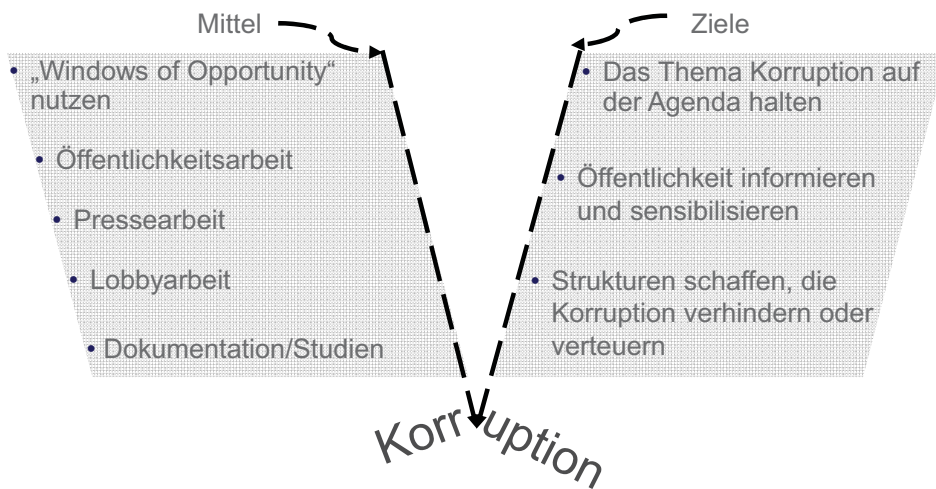 Mittel
• „Windows of Opportunity“
nutzen
• Öffentlichkeitsarbeit
• Pressearbeit
• Lobbyarbeit
• Dokumentation/Studien
Ziele
• Das Thema Korruption auf
der Agenda halten
• Öffentlichkeit informieren
und sensibilisieren
• Strukturen schaffen, die
Korruption verhindern oder
verteuern
Korruption